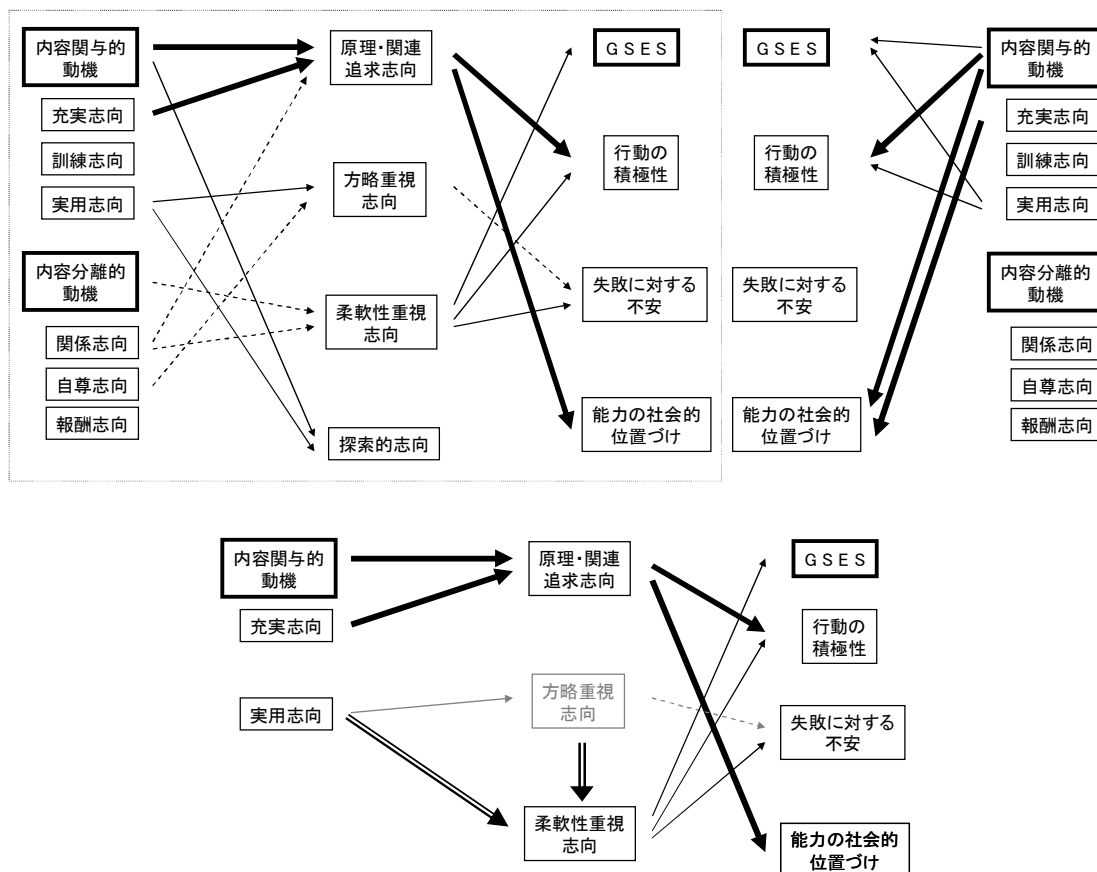 内容関与的
動機
充実志向
訓練志向
実用志向
内容分離的
動機
関係志向
自尊志向
報酬志向
原理・関連
追求志向
方略重視
志向
柔軟性重視
志向
探索的志向
ＧＳＥＳ
行動の
積極性
失敗に対する
不安
能力の社会的
位置づけ
ＧＳＥＳ
行動の
積極性
失敗に対する
不安
能力の社会的
位置づけ
内容関与的
動機
充実志向
訓練志向
実用志向
内容分離的
動機
関係志向
自尊志向
報酬志向
内容関与的
動機
充実志向
実用志向
原理・関連
追求志向
方略重視
志向
柔軟性重視
志向
ＧＳＥＳ
行動の
積極性
失敗に対する
不安
能力の社会的
位置づけ